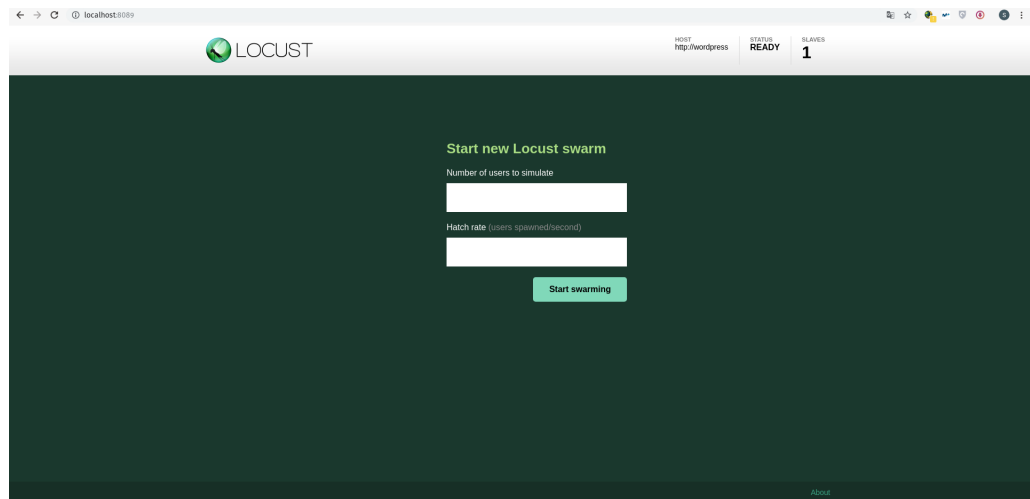 localhost:8089
LOCUST
HOST
http://wordpress
STATUS
READY
SLAVES
1
Start new Locust swarm
Number of users to simulate
Hatch rate (users spawned/second)
Start swarming
About